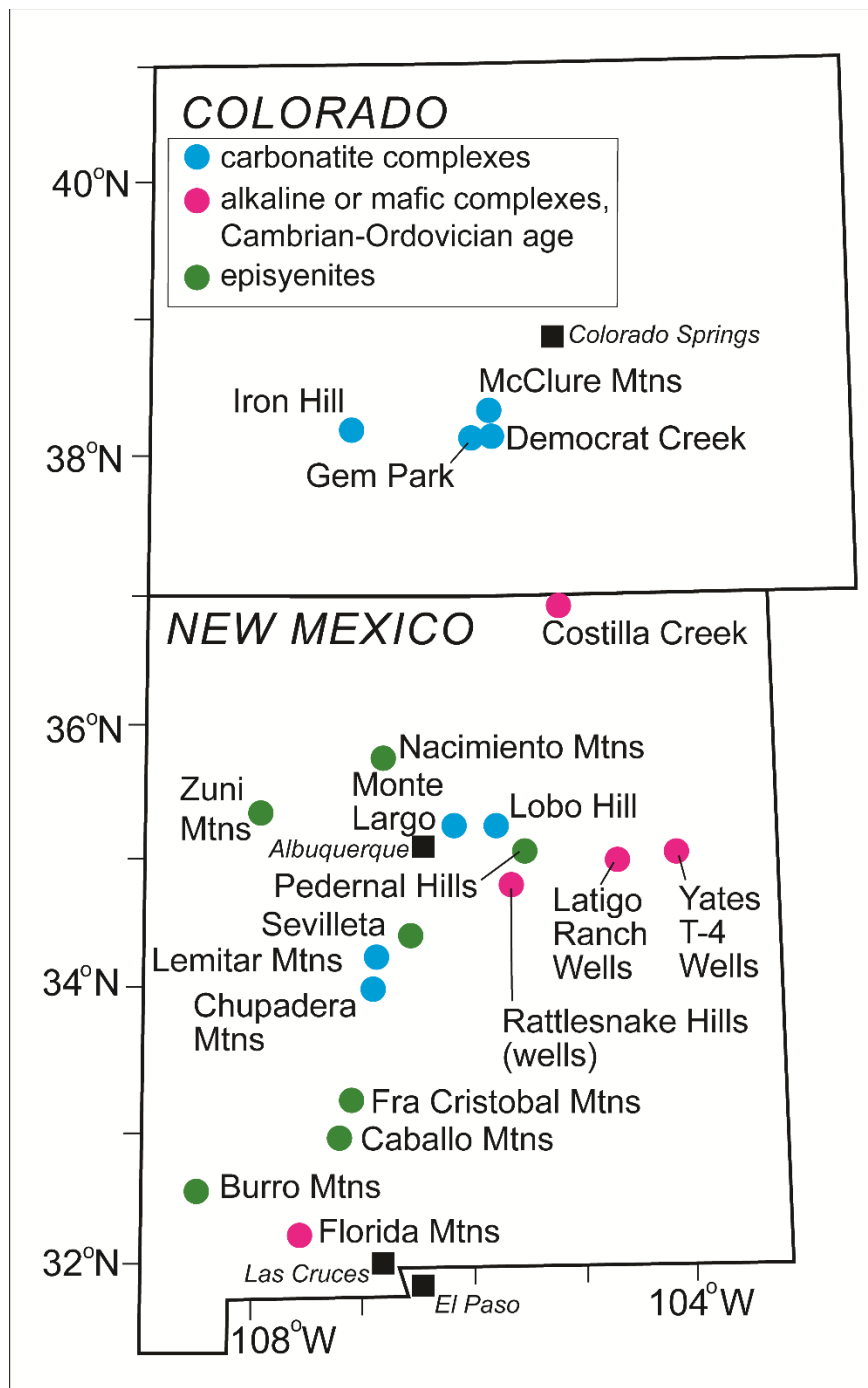 COLORADO
carbonatite complexes
alkaline or mafic complexes,
Cambrian-Ordovician age
episyenites
40°N
Colorado Springs
McClure Mtns
Iron Hill
Democrat Creek
38°N
Gem Park
NEW MEXICO
Costilla Creek
36°N
Nacimiento Mtns
Zuni
Mtns
Monte
Largo
Lobo Hill
Albuquerque
Pedernal Hills
Latigo
Ranch
Wells
Yates
T-4
Wells
Sevilleta
Lemitar Mtns
34°N
Chupadera
Mtns
Rattlesnake Hills
(wells)
Fra Cristobal Mtns
Caballo Mtns
Burro Mtns
Florida Mtns
32°N
Las Cruces
El Paso
108°W
104°W